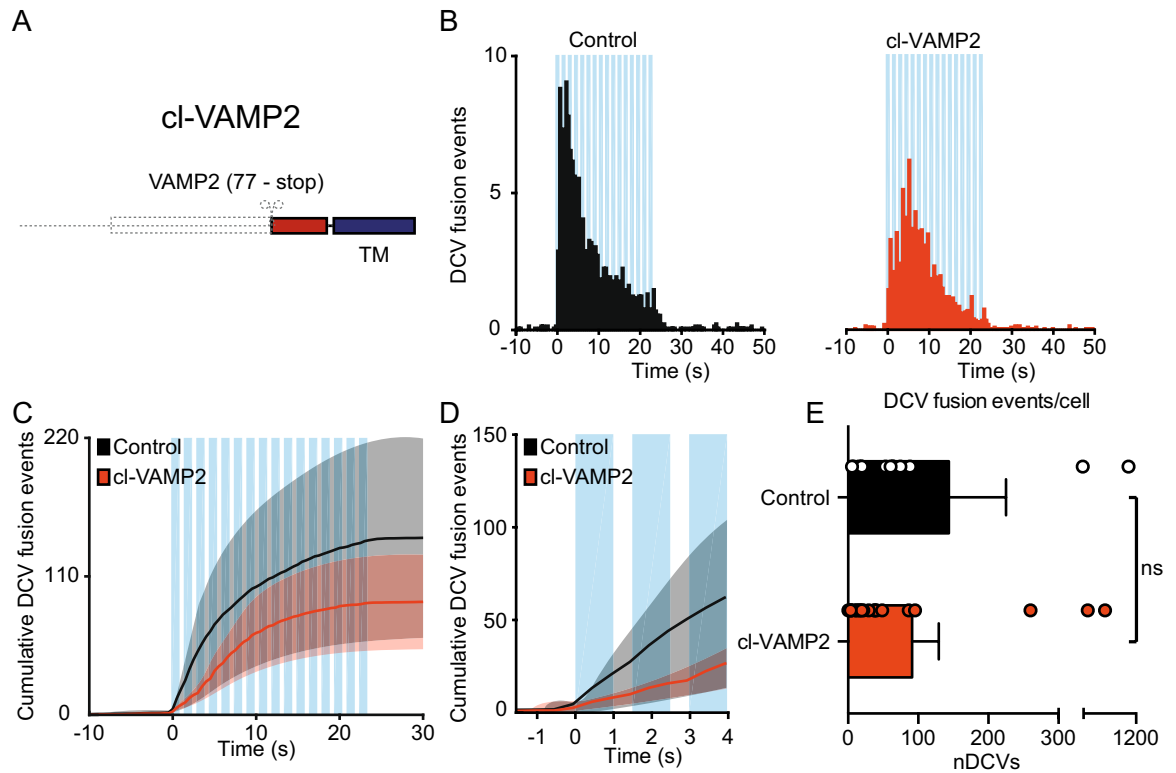 A
cl-VAMP2
VAMP2 (77 - stop)
TM
B
Control
cl-VAMP2
DCV fusion events
10
5
0
-10 0 10 20 30 40 50
Time (s)
-10 0 10 20 30 40 50
Time (s)
C
Cumulative DCV fusion events
220
110
0
Control
cl-VAMP2
-10 0 10 20 30
Time (s)
D
Cumulative DCV fusion events
150
100
50
0
Control
cl-VAMP2
-1 0 1 2 3 4
Time (s)
E
DCV fusion events/cell
Control
cl-VAMP2
ns
0 100 200 300 1200
nDCVs